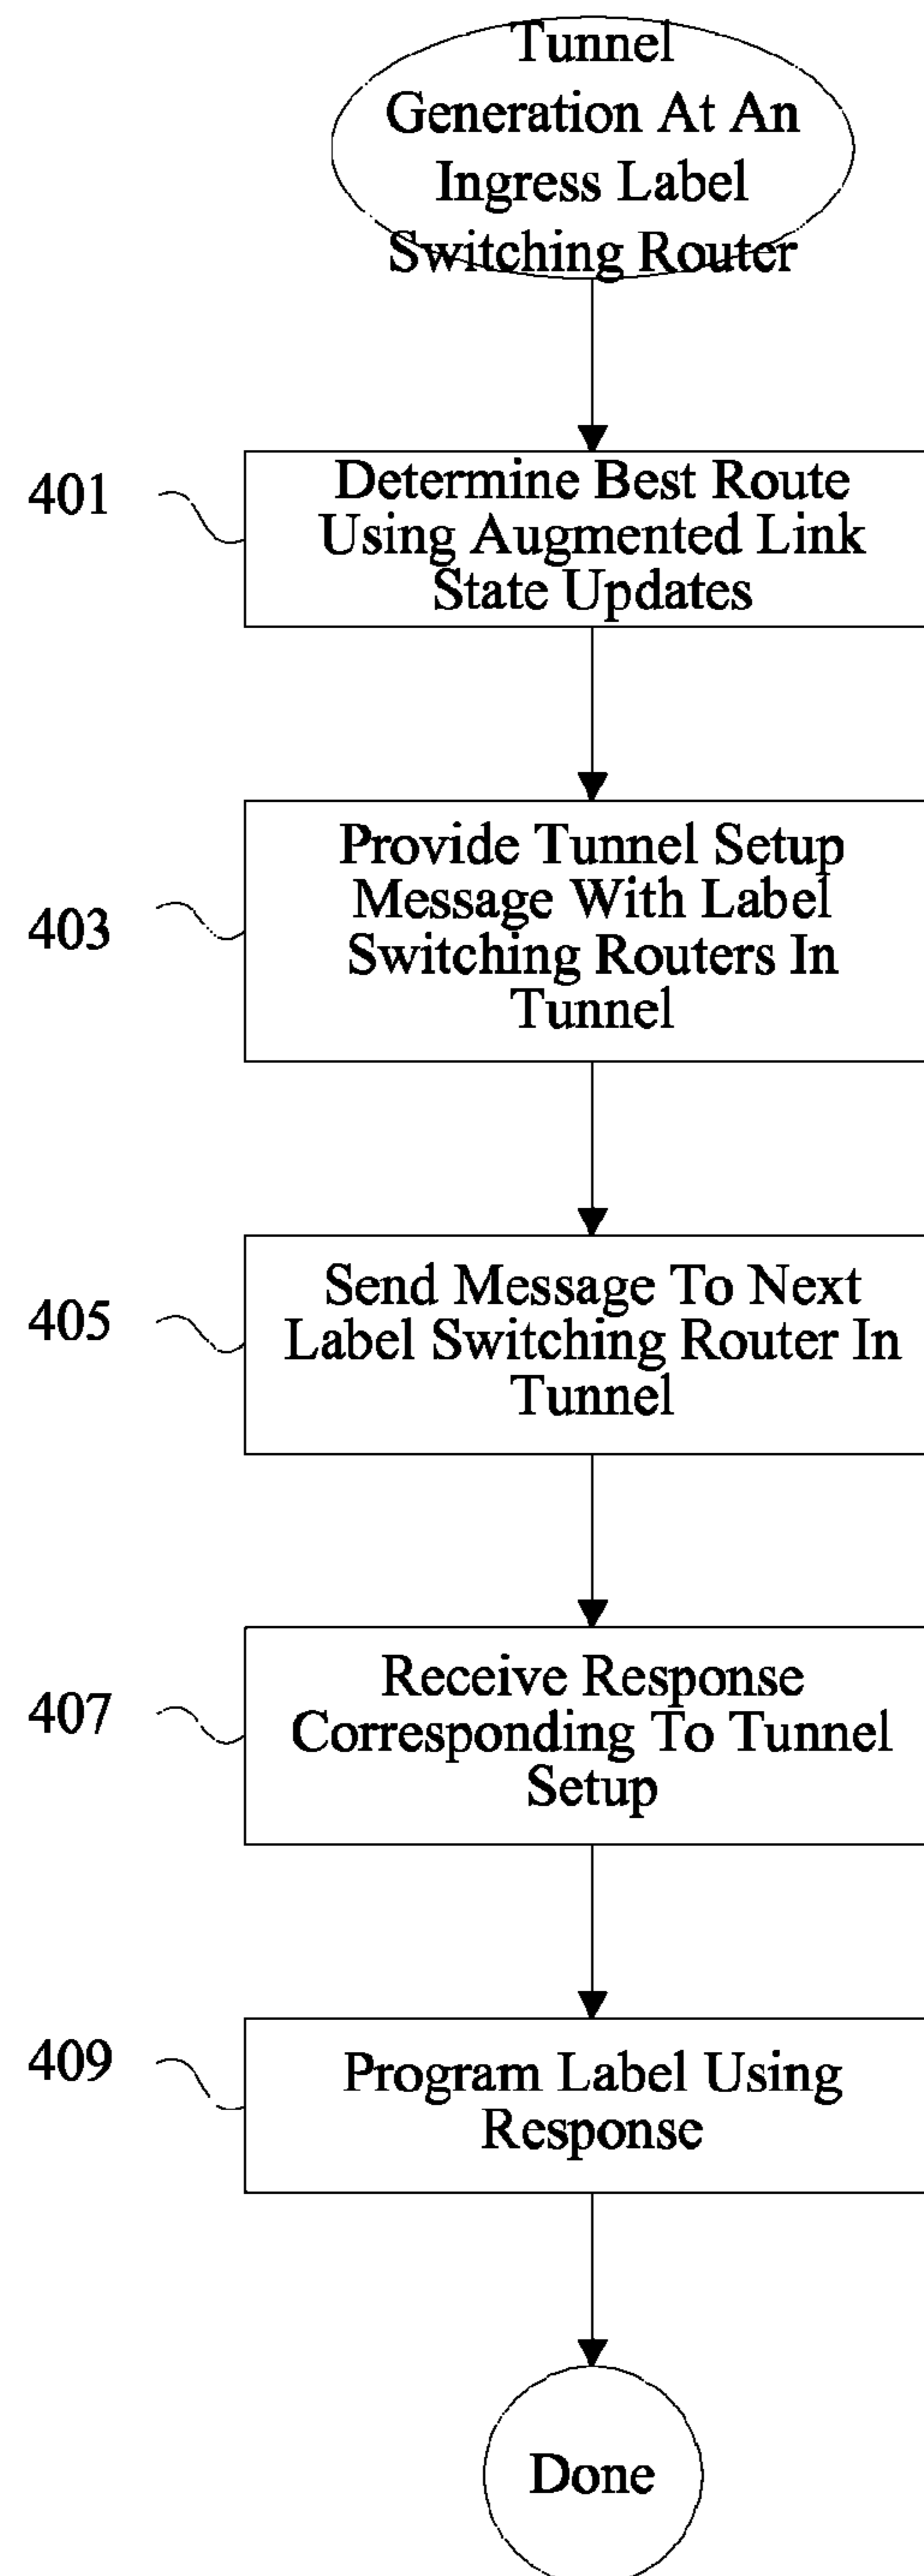 Tunnel
Generation At An
Ingress Label
Switching Router
401
Determine Best Route
Using Augmented Link
State Updates
403
Provide Tunnel Setup
Message With Label
Switching Routers In
Tunnel
405
Send Message To Next
Label Switching Router In
Tunnel
407
Receive Response
Corresponding To Tunnel
Setup
409
Program Label Using
Response
Done